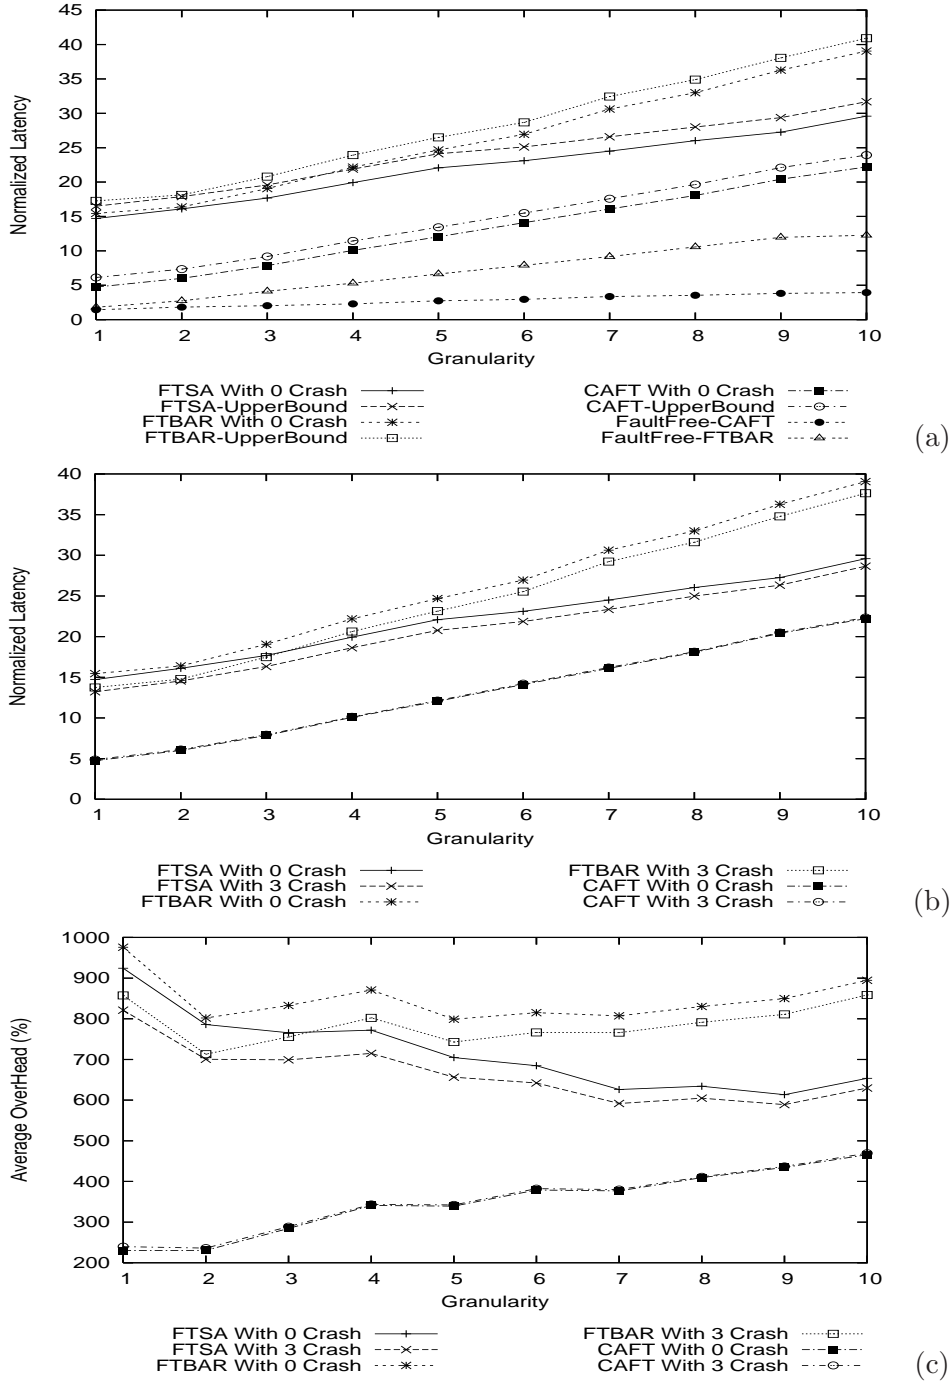 45
40
35
30
25
20
15
10
5
0
Normalized Latency
1 2 3 4 5 6 7 8 9 10
Granularity
FTSA With 0 Crash
FTSA-UpperBound
FTBAR With 0 Crash
FTBAR-UpperBound
CAFT With 0 Crash
CAFT-UpperBound
FaultFree-CAFT
FaultFree-FTBAR
(a)
40
35
30
25
20
15
10
5
0
Normalized Latency
1 2 3 4 5 6 7 8 9 10
Granularity
FTSA With 0 Crash
FTSA With 3 Crash
FTBAR With 0 Crash
FTBAR With 3 Crash
CAFT With 0 Crash
CAFT With 3 Crash
(b)
1000
900
800
700
600
500
400
300
200
Average OverHead (%)
1 2 3 4 5 6 7 8 9 10
Granularity
FTSA With 0 Crash
FTSA With 3 Crash
FTBAR With 0 Crash
FTBAR With 3 Crash
CAFT With 0 Crash
CAFT With 3 Crash
(c)